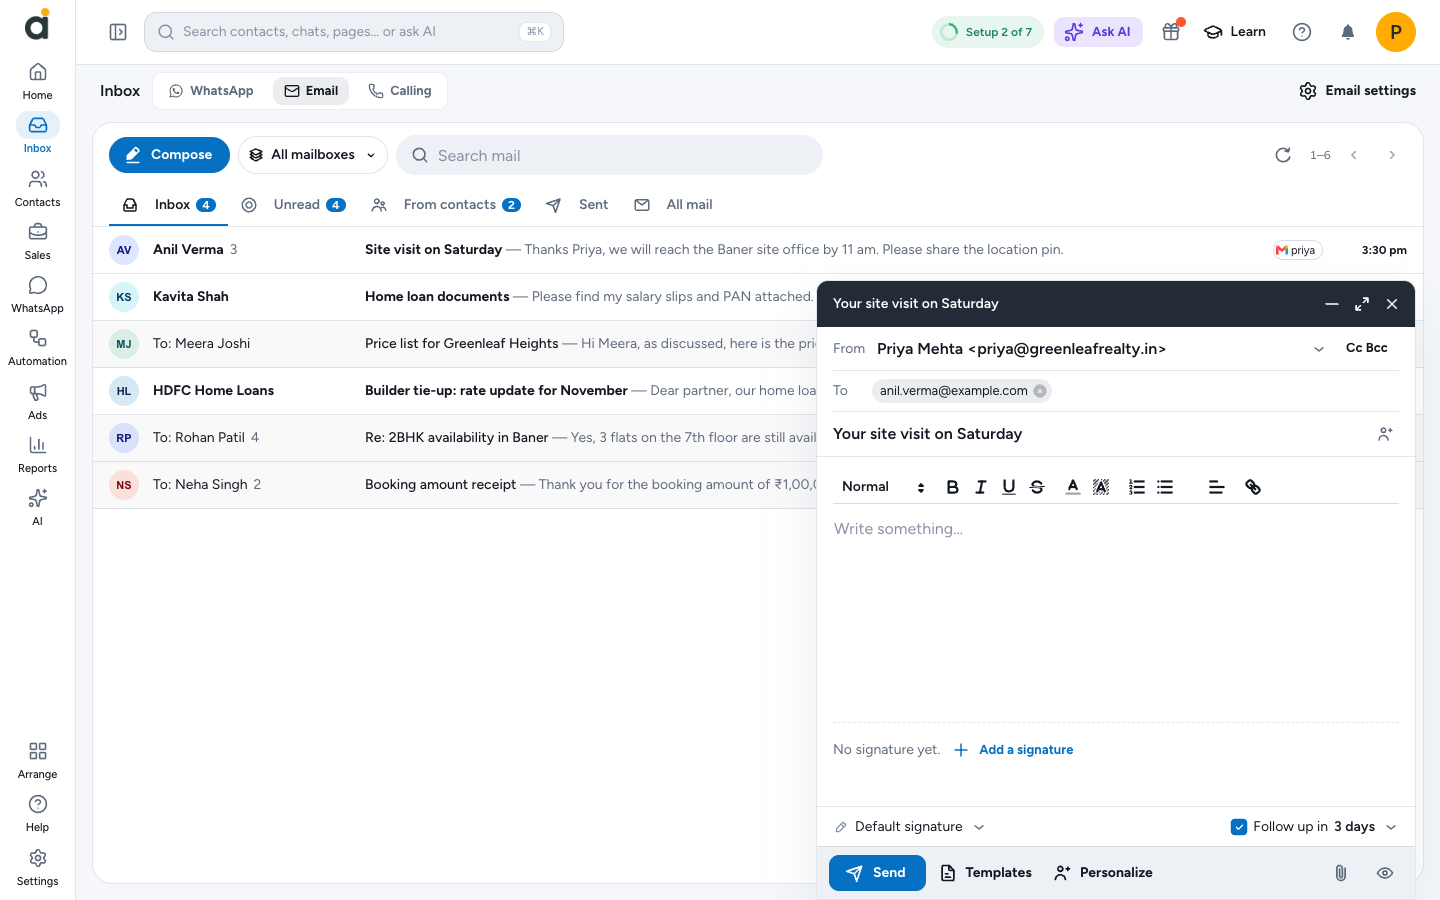 Search contacts, chats, pages... or ask AI
⌘K
Setup 2 of 7
Ask AI
Learn
P
Home
Inbox
Contacts
Sales
WhatsApp
Automation
Ads
Reports
AI
Arrange
Help
Settings
Inbox
WhatsApp
Email
Calling
Email settings
Compose
All mailboxes
Search mail
1–6
Inbox 4
Unread 4
From contacts 2
Sent
All mail
AV Anil Verma 3 Site visit on Saturday — Thanks Priya, we will reach the Baner site office by 11 am. Please share the location pin. priya 3:30 pm
KS Kavita Shah Home loan documents — Please find my salary slips and PAN attached.
MJ To: Meera Joshi Price list for Greenleaf Heights — Hi Meera, as discussed, here is the
HL HDFC Home Loans Builder tie-up: rate update for November — Dear partner, our home
RP To: Rohan Patil 4 Re: 2BHK availability in Baner — Yes, 3 flats on the 7th floor are still
NS To: Neha Singh 2 Booking amount receipt — Thank you for the booking amount of
Your site visit on Saturday
From Priya Mehta <priya@greenleafrealty.in> Cc Bcc
To anil.verma@example.com
Your site visit on Saturday
Normal B I U S A A
Write something...
No signature yet. Add a signature
Default signature
Follow up in 3 days
Send
Templates
Personalize